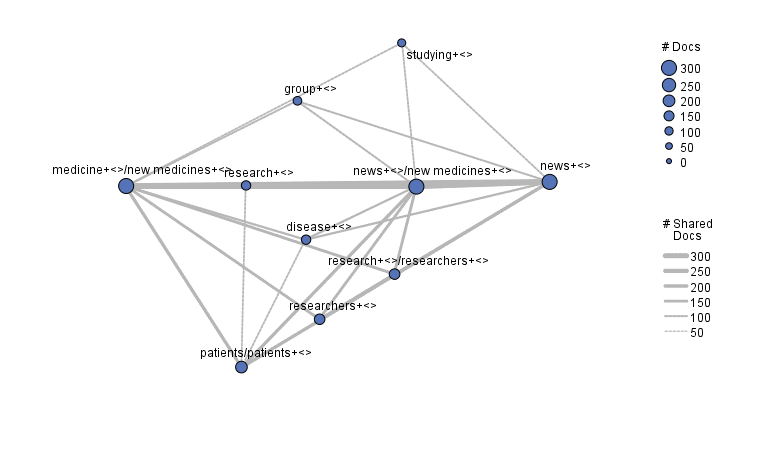 studying+<>
group+<>
medicine+<>/new medicines+<>
research+<>
news+<>/new medicines+<>
news+<>
disease+<>
research+<>/researchers+<>
researchers+<>
patients/patients+<>
# Docs
300
250
200
150
100
50
0
# Shared
Docs
300
250
200
150
100
50